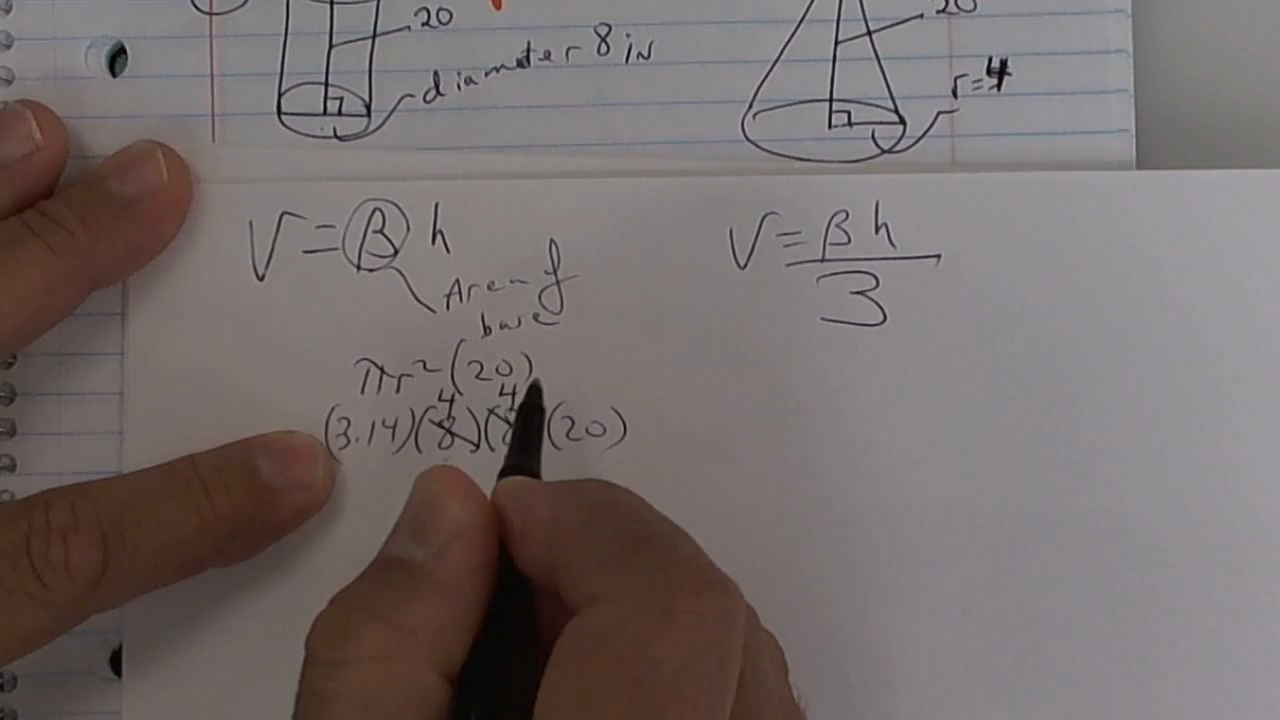 20
diameter 8 in
20
r=4
V = B h
Area of
base
πr²(20)
4 4
(3.14)(8)(8)(20)
V = B h
3